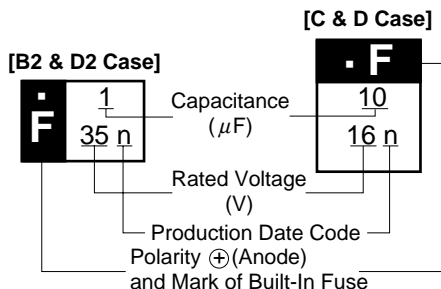 [C & D Case]
[B2 & D2 Case]
. F
. F
1
10
Capacitance
(μF)
35 n
16 n
Rated Voltage
(V)
Production Date Code
Polarity ⊕ (Anode)
and Mark of Built-In Fuse